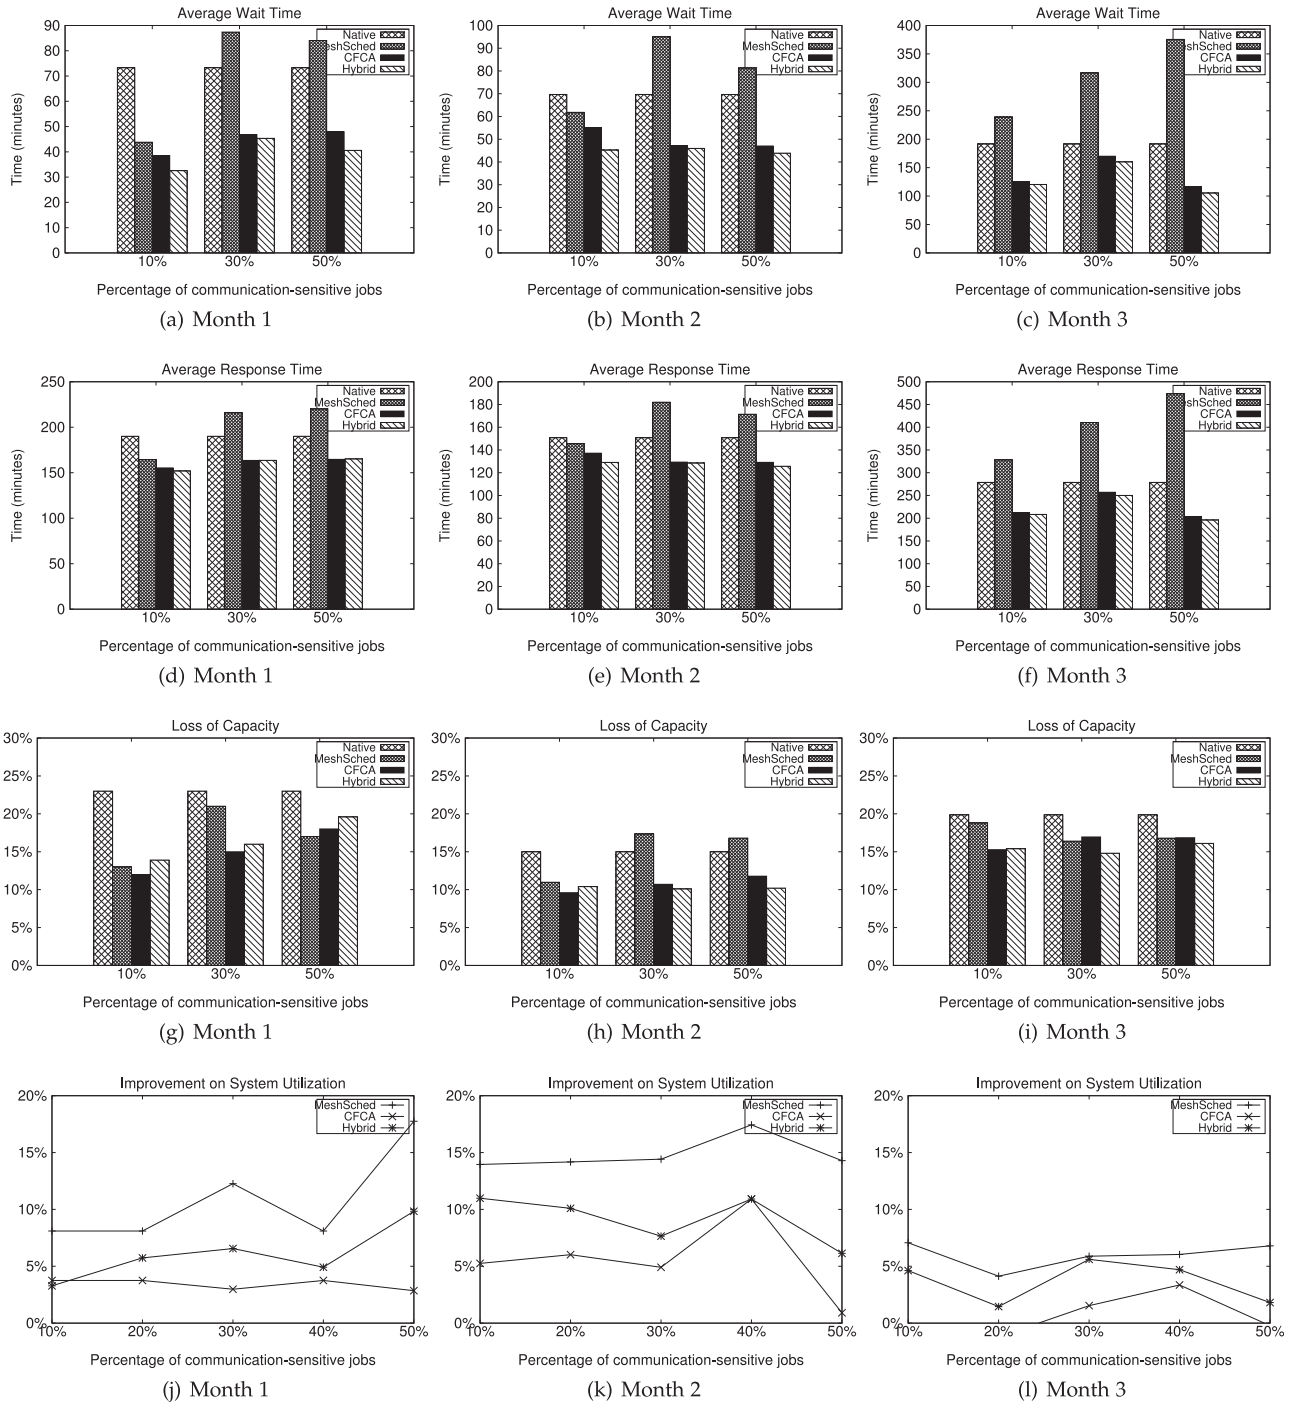 Average Wait Time
90
80
70
60
50
40
30
20
10
0
Time (minutes)
Native
MeshSched
CFCA
Hybrid
10% 30% 50%
Percentage of communication-sensitive jobs
(a) Month 1
Average Wait Time
100
90
80
70
60
50
40
30
20
10
0
Time (minutes)
Native
MeshSched
CFCA
Hybrid
10% 30% 50%
Percentage of communication-sensitive jobs
(b) Month 2
Average Wait Time
400
350
300
250
200
150
100
50
0
Time (minutes)
Native
MeshSched
CFCA
Hybrid
10% 30% 50%
Percentage of communication-sensitive jobs
(c) Month 3
Average Response Time
250
200
150
100
50
0
Time (minutes)
Native
MeshSched
CFCA
Hybrid
10% 30% 50%
Percentage of communication-sensitive jobs
(d) Month 1
Average Response Time
200
180
160
140
120
100
80
60
40
20
0
Time (minutes)
Native
MeshSched
CFCA
Hybrid
10% 30% 50%
Percentage of communication-sensitive jobs
(e) Month 2
Average Response Time
500
450
400
350
300
250
200
150
100
50
0
Time (minutes)
Native
MeshSched
CFCA
Hybrid
10% 30% 50%
Percentage of communication-sensitive jobs
(f) Month 3
Loss of Capacity
30%
25%
20%
15%
10%
5%
0%
Native
MeshSched
CFCA
Hybrid
10% 30% 50%
Percentage of communication-sensitive jobs
(g) Month 1
Loss of Capacity
30%
25%
20%
15%
10%
5%
0%
Native
MeshSched
CFCA
Hybrid
10% 30% 50%
Percentage of communication-sensitive jobs
(h) Month 2
Loss of Capacity
30%
25%
20%
15%
10%
5%
0%
Native
MeshSched
CFCA
Hybrid
10% 30% 50%
Percentage of communication-sensitive jobs
(i) Month 3
Improvement on System Utilization
20%
15%
10%
5%
0%
MeshSched
CFCA
Hybrid
10% 20% 30% 40% 50%
Percentage of communication-sensitive jobs
(j) Month 1
Improvement on System Utilization
20%
15%
10%
5%
0%
MeshSched
CFCA
Hybrid
10% 20% 30% 40% 50%
Percentage of communication-sensitive jobs
(k) Month 2
Improvement on System Utilization
20%
15%
10%
5%
0%
MeshSched
CFCA
Hybrid
10% 20% 30% 40% 50%
Percentage of communication-sensitive jobs
(l) Month 3